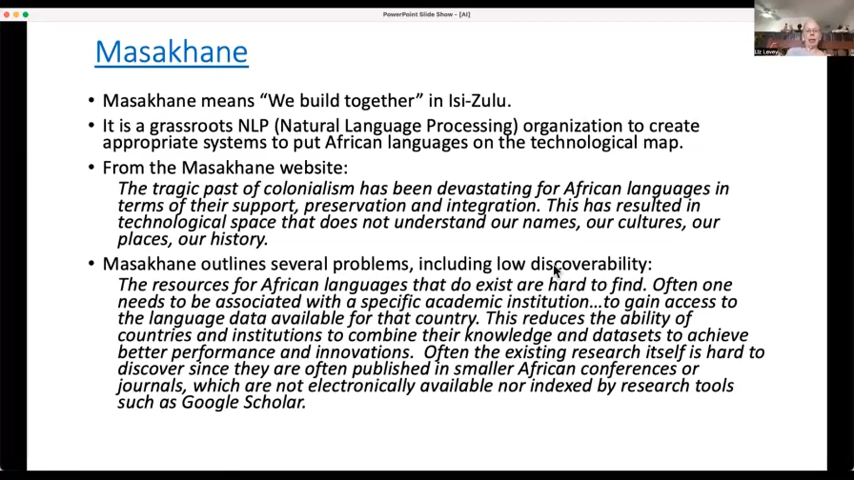 PowerPoint Slide Show - [AI]
Liz Levey
Masakhane
• Masakhane means “We build together” in Isi-Zulu.
• It is a grassroots NLP (Natural Language Processing) organization to create
appropriate systems to put African languages on the technological map.
• From the Masakhane website:
The tragic past of colonialism has been devastating for African languages in
terms of their support, preservation and integration. This has resulted in
technological space that does not understand our names, our cultures, our
places, our history.
• Masakhane outlines several problems, including low discoverability:
The resources for African languages that do exist are hard to find. Often one
needs to be associated with a specific academic institution…to gain access to
the language data available for that country. This reduces the ability of
countries and institutions to combine their knowledge and datasets to achieve
better performance and innovations. Often the existing research itself is hard to
discover since they are often published in smaller African conferences or
journals, which are not electronically available nor indexed by research tools
such as Google Scholar.